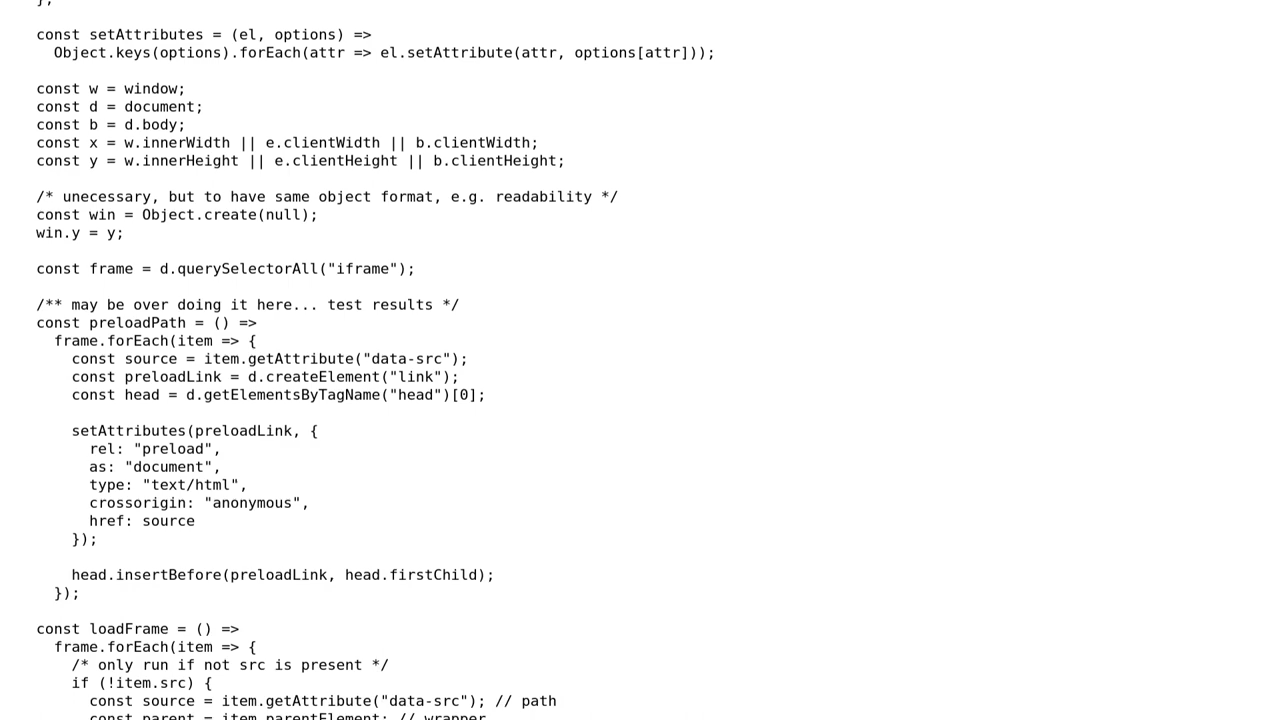 };
const setAttributes = (el, options) =>
  Object.keys(options).forEach(attr => el.setAttribute(attr, options[attr]));
const w = window;
const d = document;
const b = d.body;
const x = w.innerWidth || e.clientWidth || b.clientWidth;
const y = w.innerHeight || e.clientHeight || b.clientHeight;
/* unecessary, but to have same object format, e.g. readability */
const win = Object.create(null);
win.y = y;
const frame = d.querySelectorAll("iframe");
/** may be over doing it here... test results */
const preloadPath = () =>
  frame.forEach(item => {
    const source = item.getAttribute("data-src");
    const preloadLink = d.createElement("link");
    const head = d.getElementsByTagName("head")[0];
    setAttributes(preloadLink, {
      rel: "preload",
      as: "document",
      type: "text/html",
      crossorigin: "anonymous",
      href: source
    });
    head.insertBefore(preloadLink, head.firstChild);
  });
const loadFrame = () =>
  frame.forEach(item => {
    /* only run if not src is present */
    if (!item.src) {
      const source = item.getAttribute("data-src"); // path
      const parent = item.parentElement; // wrapper